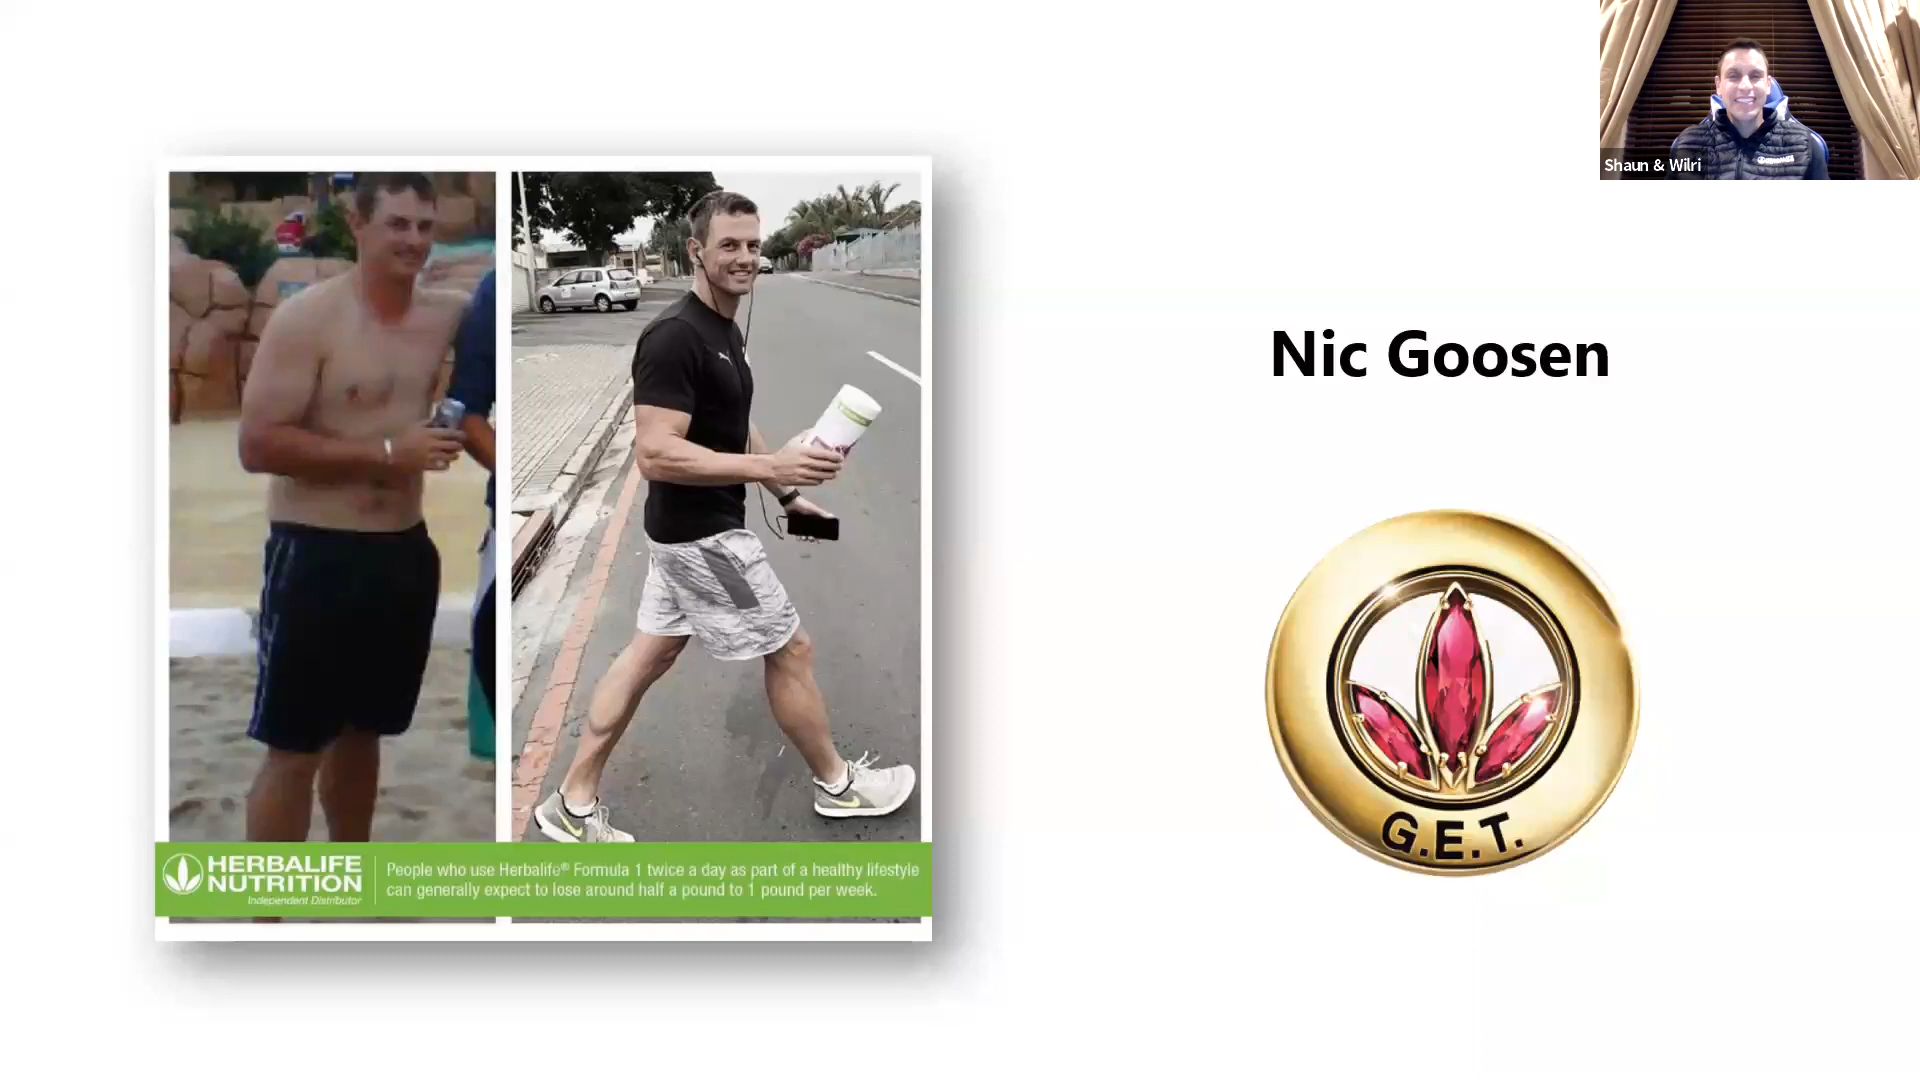 Shaun & Wilri
Nic Goosen
G.E.T.
HERBALIFE
NUTRITION
Independent Distributor
People who use Herbalife® Formula 1 twice a day as part of a healthy lifestyle
can generally expect to lose around half a pound to 1 pound per week.